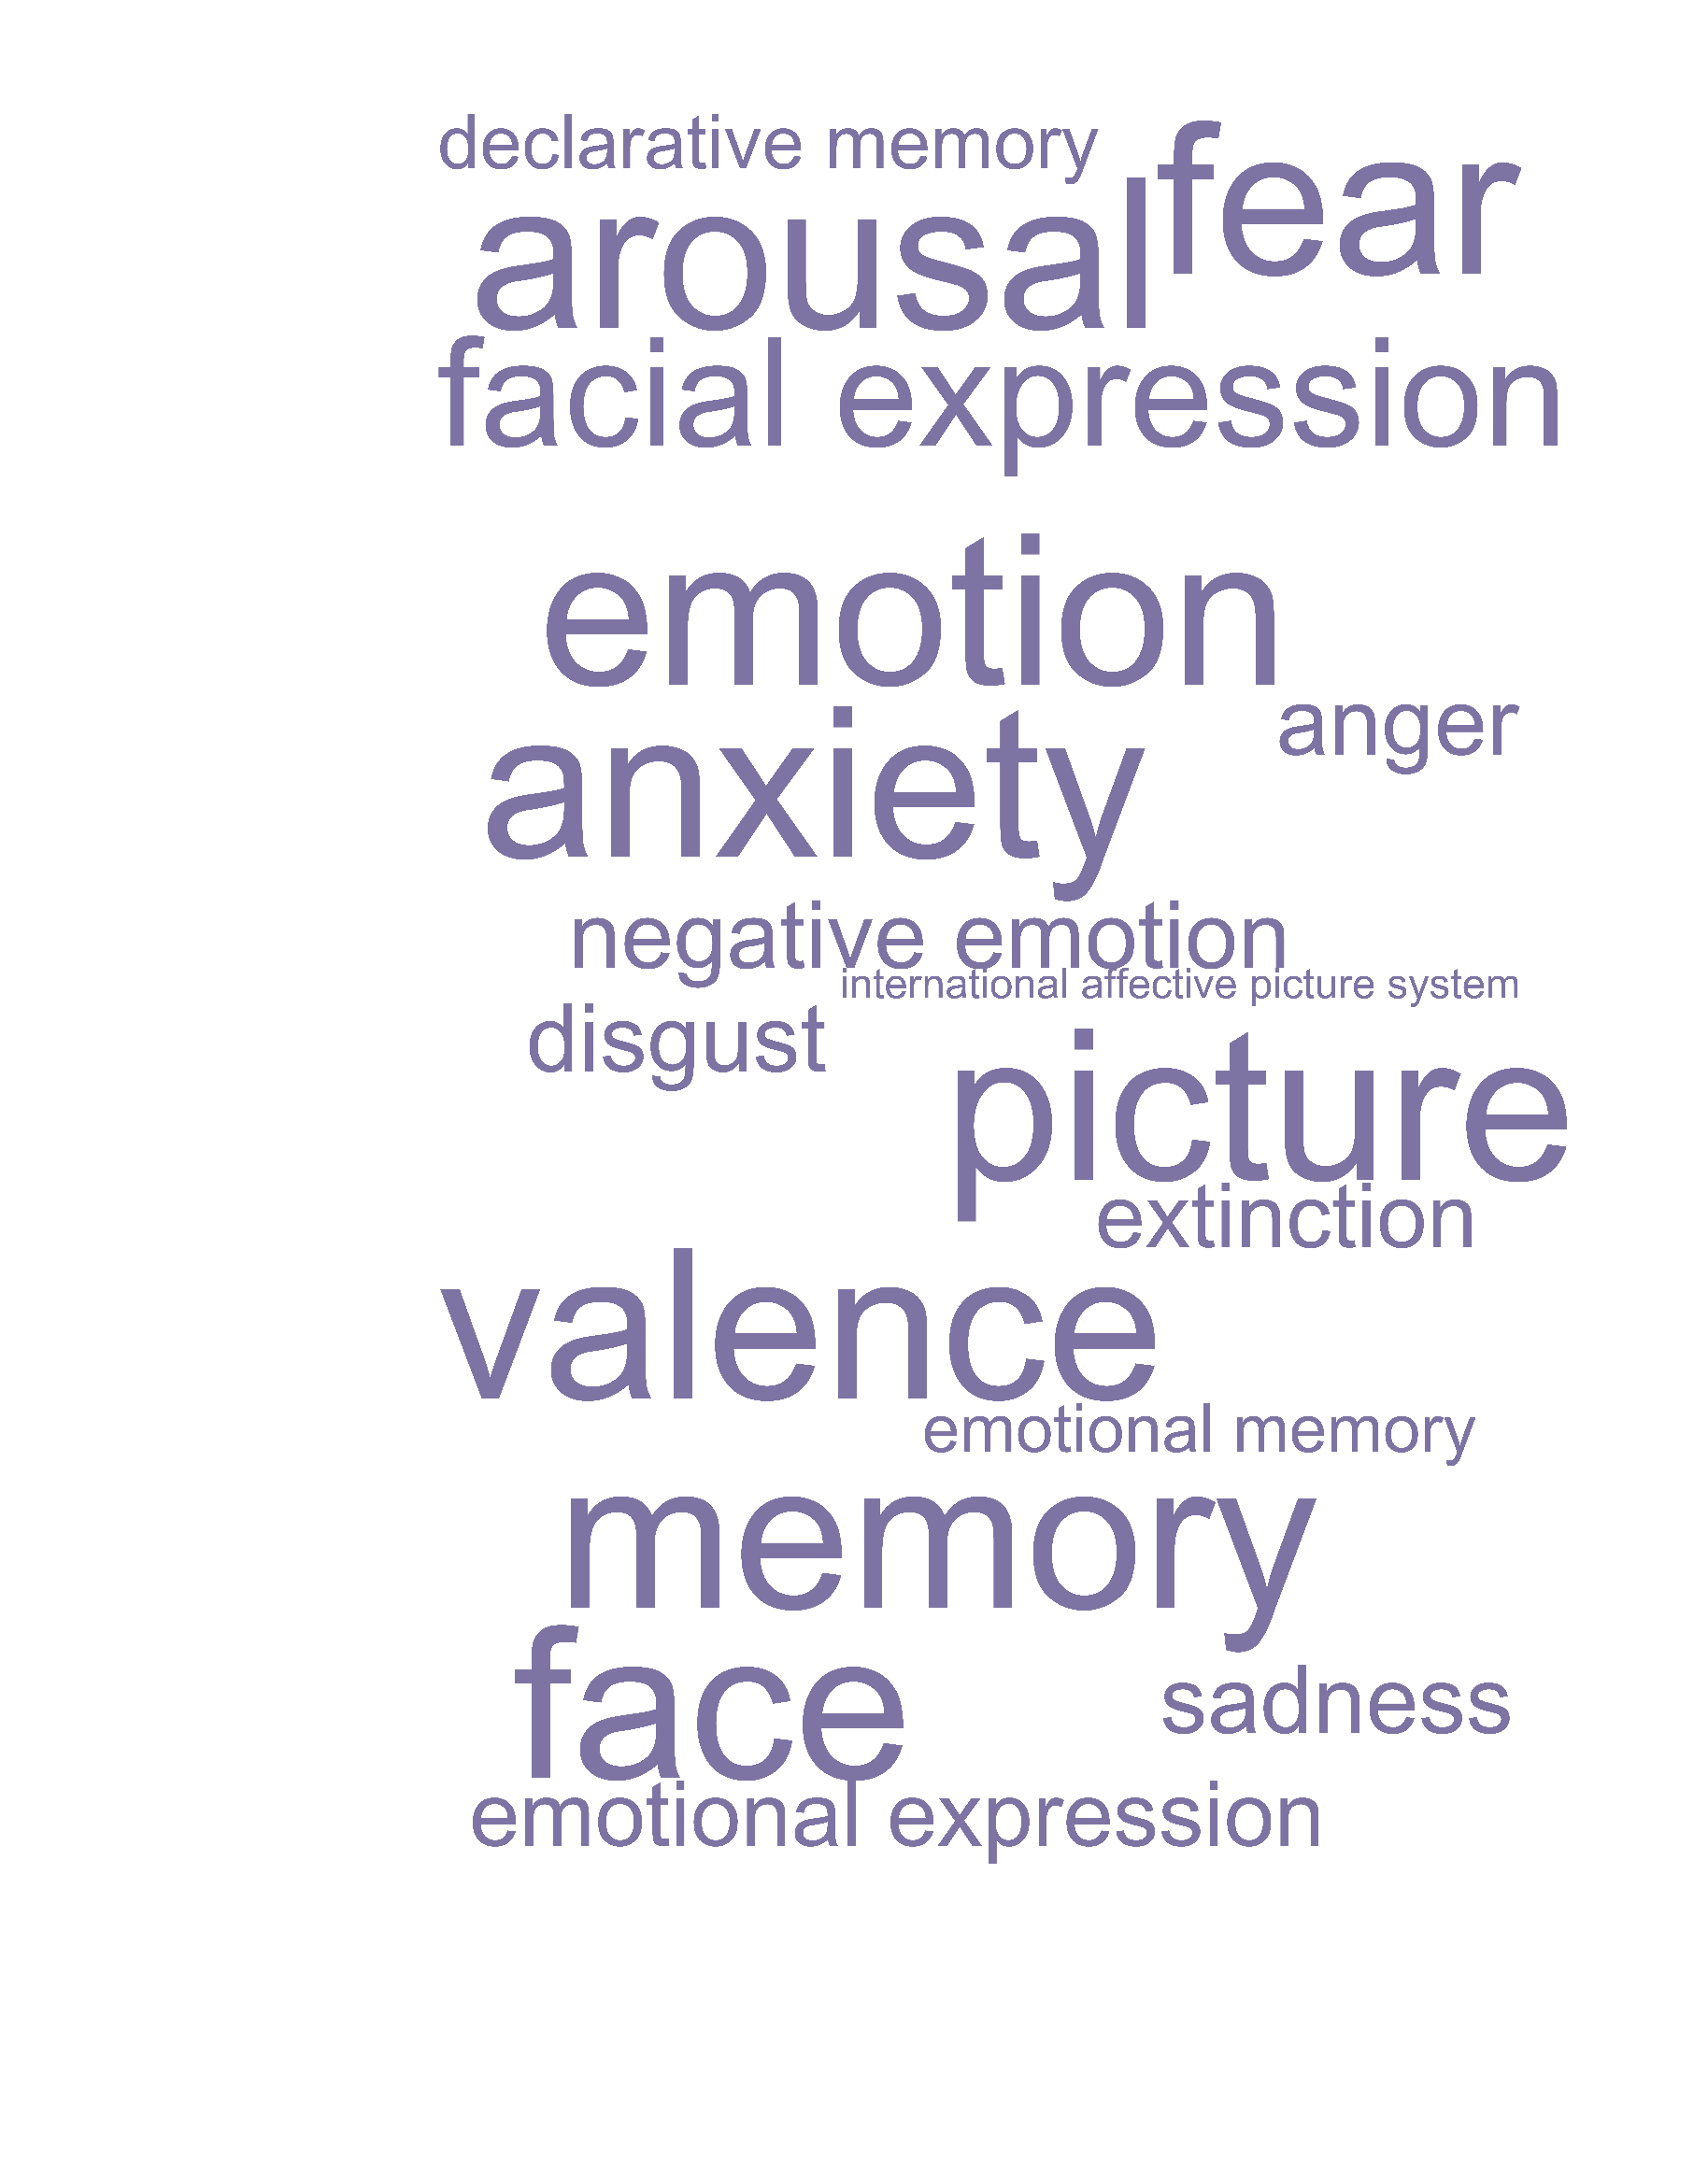 declarative memory
fear
arousal
facial expression
emotion
anger
anxiety
negative emotion
international affective picture system
disgust
picture
extinction
valence
emotional memory
memory
face
sadness
emotional expression